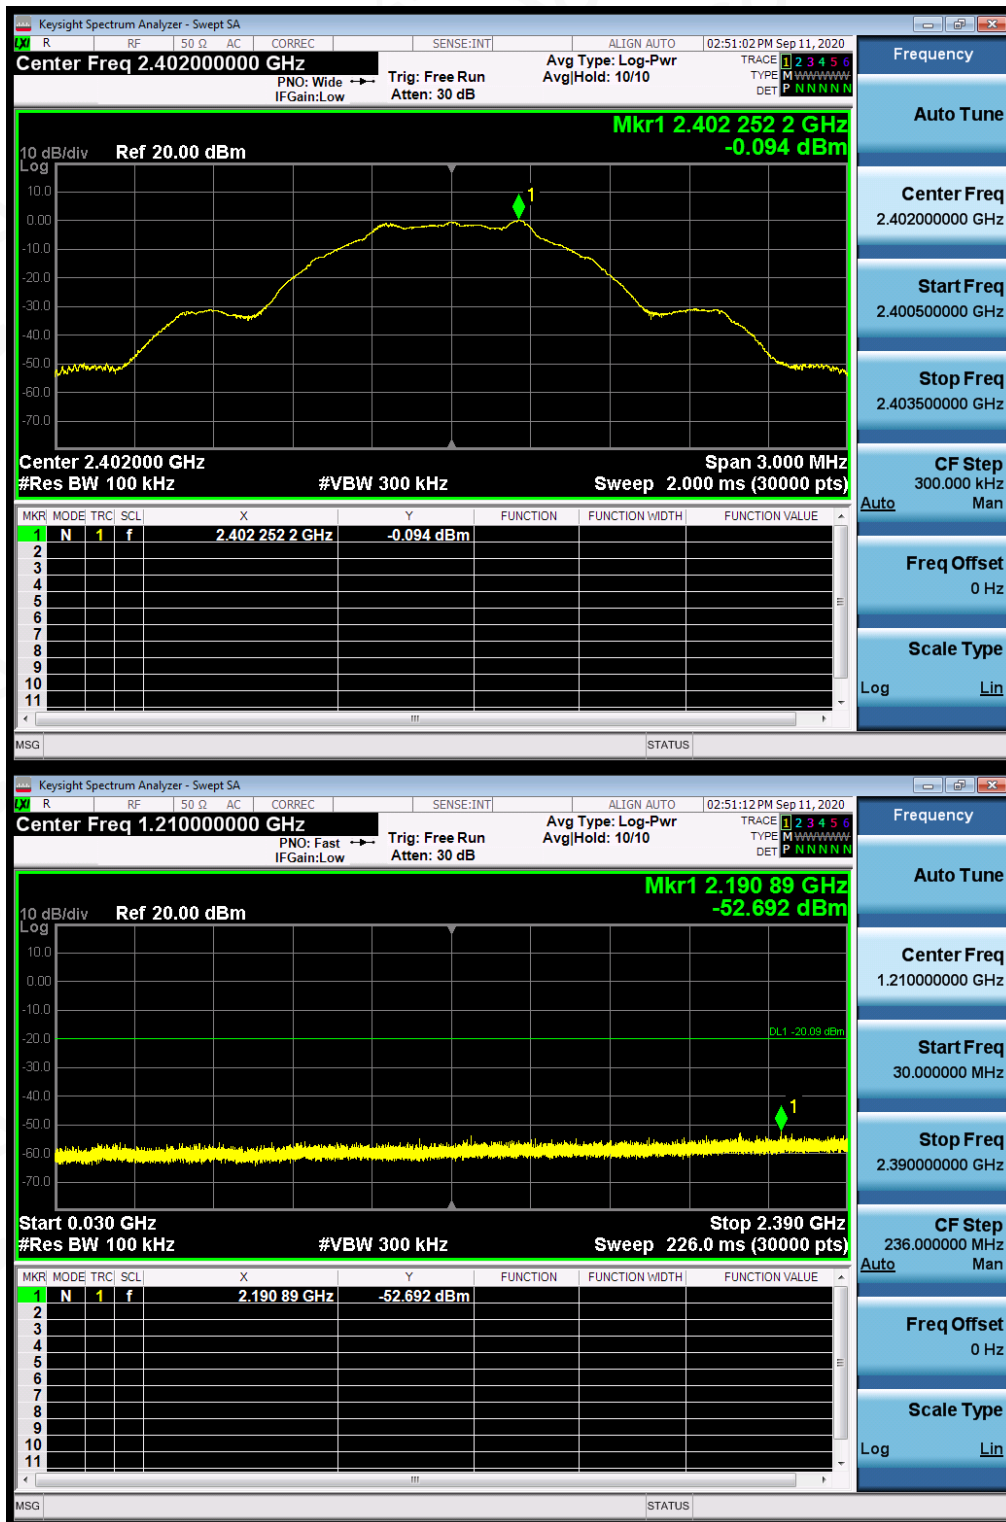 Keysight Spectrum Analyzer - Swept SA
LXI R RF 50 Ω AC CORREC SENSE:INT ALIGN AUTO 02:51:02 PM Sep 11, 2020
Center Freq 2.402000000 GHz
PNO: Wide
IFGain:Low
Trig: Free Run
Atten: 30 dB
Avg Type: Log-Pwr
Avg|Hold: 10/10
TRACE 1 2 3 4 5 6
TYPE M WWWWW
DET P N N N N N
Mkr1 2.402 252 2 GHz
-0.094 dBm
10 dB/div Ref 20.00 dBm
Log
10.0
0.00
-10.0
-20.0
-30.0
-40.0
-50.0
-60.0
-70.0
1
Center 2.402000 GHz Span 3.000 MHz
#Res BW 100 kHz #VBW 300 kHz Sweep 2.000 ms (30000 pts)
MKR MODE TRC SCL X Y FUNCTION FUNCTION WIDTH FUNCTION VALUE
1 N 1 f 2.402 252 2 GHz -0.094 dBm
2
3
4
5
6
7
8
9
10
11
MSG STATUS
Frequency
Auto Tune
Center Freq
2.402000000 GHz
Start Freq
2.400500000 GHz
Stop Freq
2.403500000 GHz
CF Step
300.000 kHz
Auto Man
Freq Offset
0 Hz
Scale Type
Log Lin
Keysight Spectrum Analyzer - Swept SA
LXI R RF 50 Ω AC CORREC SENSE:INT ALIGN AUTO 02:51:12 PM Sep 11, 2020
Center Freq 1.210000000 GHz
PNO: Fast
IFGain:Low
Trig: Free Run
Atten: 30 dB
Avg Type: Log-Pwr
Avg|Hold: 10/10
TRACE 1 2 3 4 5 6
TYPE M WWWWW
DET P N N N N N
Mkr1 2.190 89 GHz
-52.692 dBm
10 dB/div Ref 20.00 dBm
Log
10.0
0.00
-10.0
-20.0
-30.0
-40.0
-50.0
-60.0
-70.0
DL1 -20.09 dBm
1
Start 0.030 GHz Stop 2.390 GHz
#Res BW 100 kHz #VBW 300 kHz Sweep 226.0 ms (30000 pts)
MKR MODE TRC SCL X Y FUNCTION FUNCTION WIDTH FUNCTION VALUE
1 N 1 f 2.190 89 GHz -52.692 dBm
2
3
4
5
6
7
8
9
10
11
MSG STATUS
Frequency
Auto Tune
Center Freq
1.210000000 GHz
Start Freq
30.000000 MHz
Stop Freq
2.390000000 GHz
CF Step
236.000000 MHz
Auto Man
Freq Offset
0 Hz
Scale Type
Log Lin